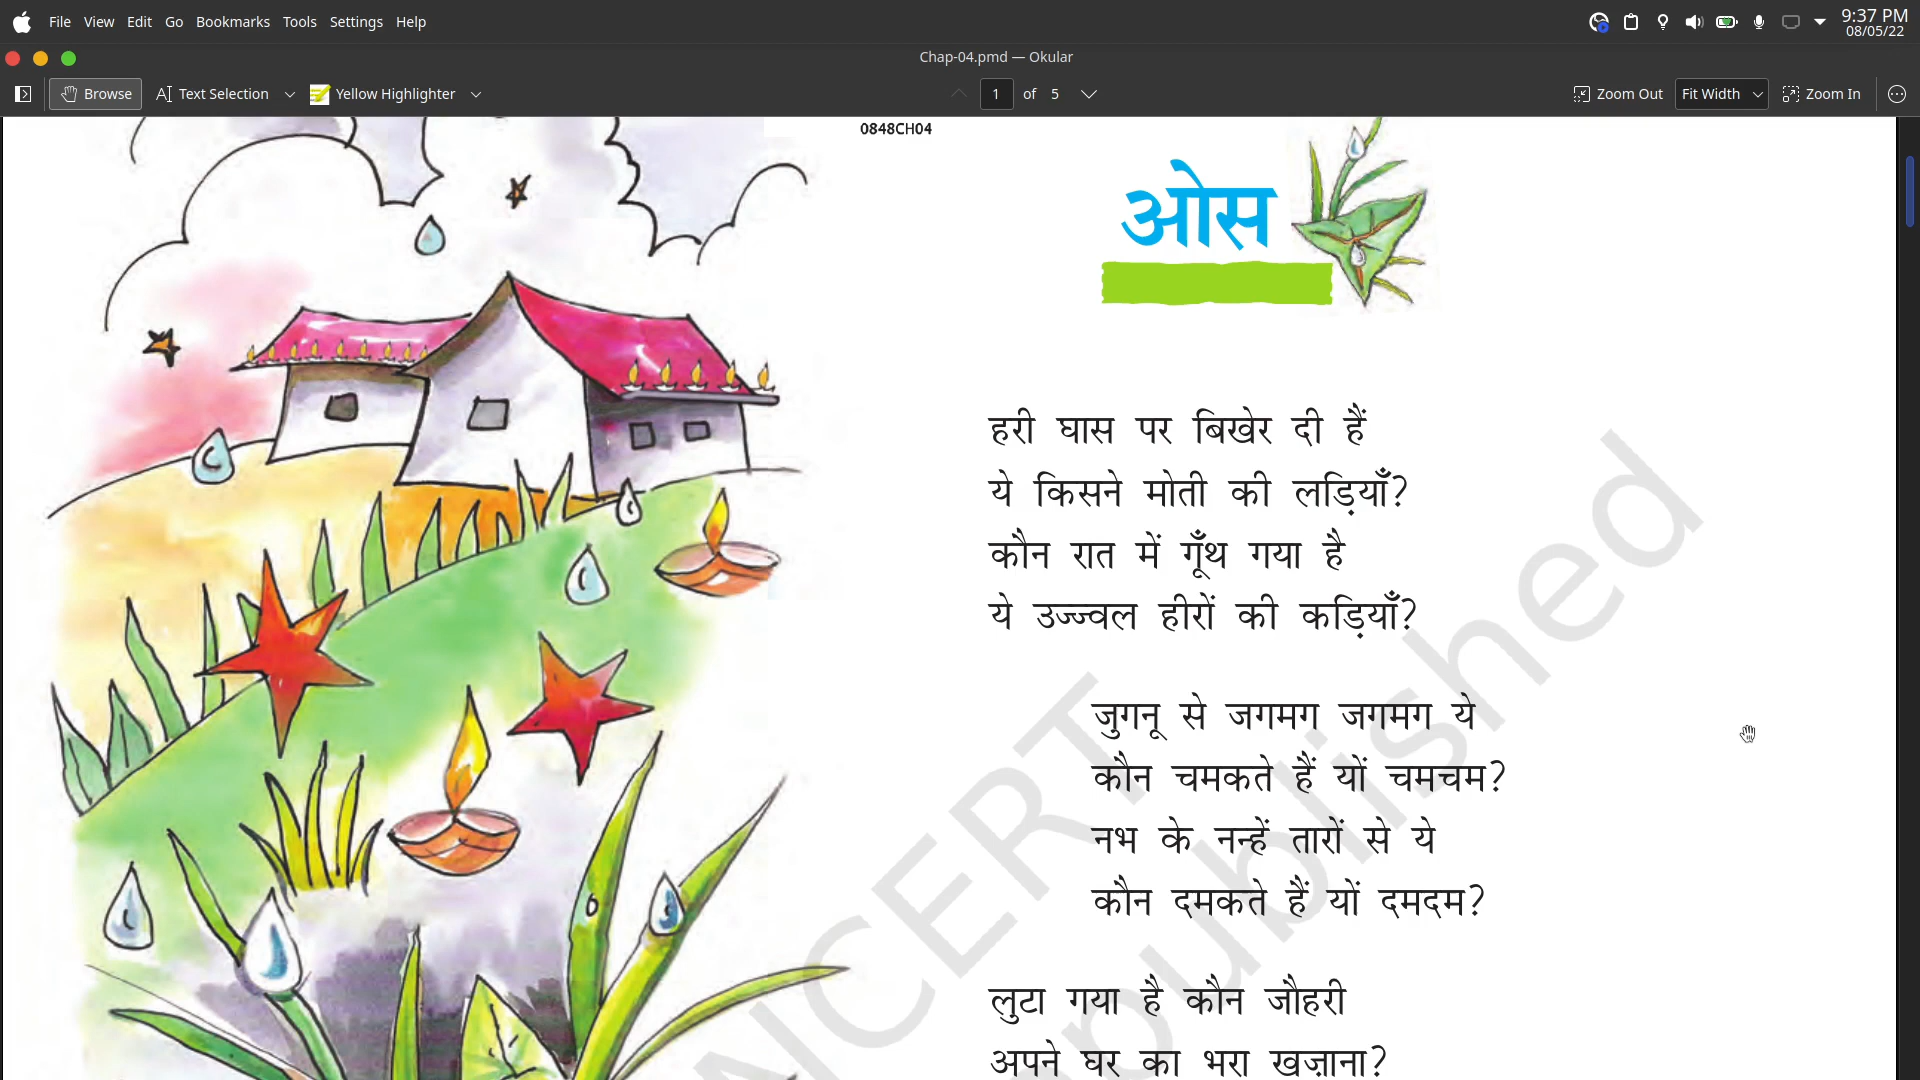 File View Edit Go Bookmarks Tools Settings Help
9:37 PM
08/05/22
Chap-04.pmd — Okular
Browse Text Selection Yellow Highlighter 1 of 5 Zoom Out Fit Width Zoom In
0848CH04
ओस
हरी घास पर बिखेर दी हैं
ये किसने मोती की लड़ियाँ?
कौन रात में गूँथ गया है
ये उज्ज्वल हीरों की कड़ियाँ?
जुगनू से जगमग जगमग ये
कौन चमकते हैं यों चमचम?
नभ के नन्हें तारों से ये
कौन दमकते हैं यों दमदम?
लुटा गया है कौन जौहरी
अपने घर का भरा खज़ाना?
NCERT
published